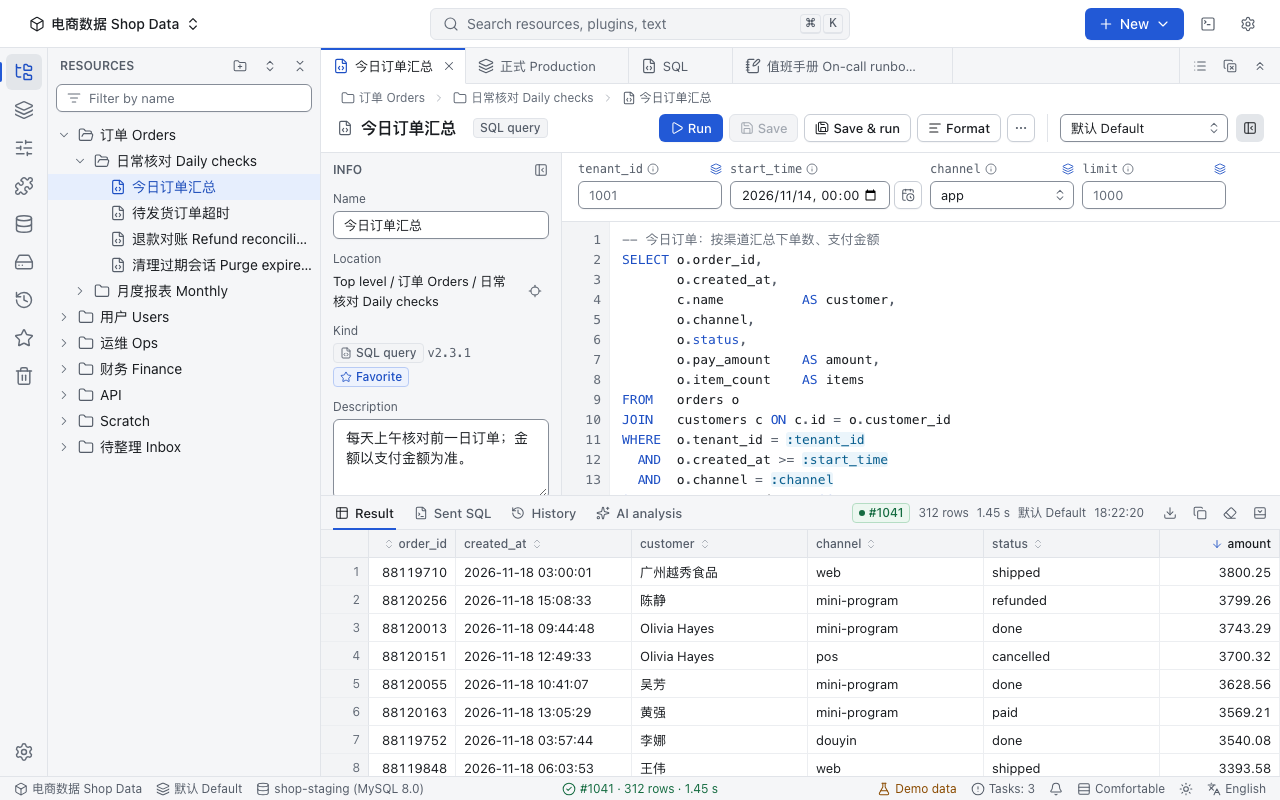 电商数据 Shop Data
Search resources, plugins, text
⌘ K
New
RESOURCES
Filter by name
订单 Orders
日常核对 Daily checks
今日订单汇总
待发货订单超时
退款对账 Refund reconcili...
清理过期会话 Purge expire...
月度报表 Monthly
用户 Users
运维 Ops
财务 Finance
API
Scratch
待整理 Inbox
今日订单汇总
正式 Production
SQL
值班手册 On-call runbo...
订单 Orders > 日常核对 Daily checks > 今日订单汇总
今日订单汇总 SQL query
Run
Save
Save & run
Format
默认 Default
INFO
Name
今日订单汇总
Location
Top level / 订单 Orders / 日常
核对 Daily checks
Kind
SQL query v2.3.1
Favorite
Description
每天上午核对前一日订单；金
额以支付金额为准。
tenant_id start_time channel limit
1001 2026/11/14, 00:00 app 1000
1 -- 今日订单：按渠道汇总下单数、支付金额
2 SELECT o.order_id,
3 o.created_at,
4 c.name AS customer,
5 o.channel,
6 o.status,
7 o.pay_amount AS amount,
8 o.item_count AS items
9 FROM orders o
10 JOIN customers c ON c.id = o.customer_id
11 WHERE o.tenant_id = :tenant_id
12 AND o.created_at >= :start_time
13 AND o.channel = :channel
Result Sent SQL History AI analysis
#1041 312 rows 1.45 s 默认 Default 18:22:20
order_id created_at customer channel status amount
1 88119710 2026-11-18 03:00:01 广州越秀食品 web shipped 3800.25
2 88120256 2026-11-18 15:08:33 陈静 mini-program refunded 3799.26
3 88120013 2026-11-18 09:44:48 Olivia Hayes mini-program done 3743.29
4 88120151 2026-11-18 12:49:33 Olivia Hayes pos cancelled 3700.32
5 88120055 2026-11-18 10:41:07 吴芳 mini-program done 3628.56
6 88120163 2026-11-18 13:05:29 黄强 mini-program paid 3569.21
7 88119752 2026-11-18 03:57:44 李娜 douyin done 3540.08
8 88119848 2026-11-18 06:03:53 王伟 web shipped 3393.58
电商数据 Shop Data 默认 Default shop-staging (MySQL 8.0) #1041 · 312 rows · 1.45 s Demo data Tasks: 3 Comfortable English